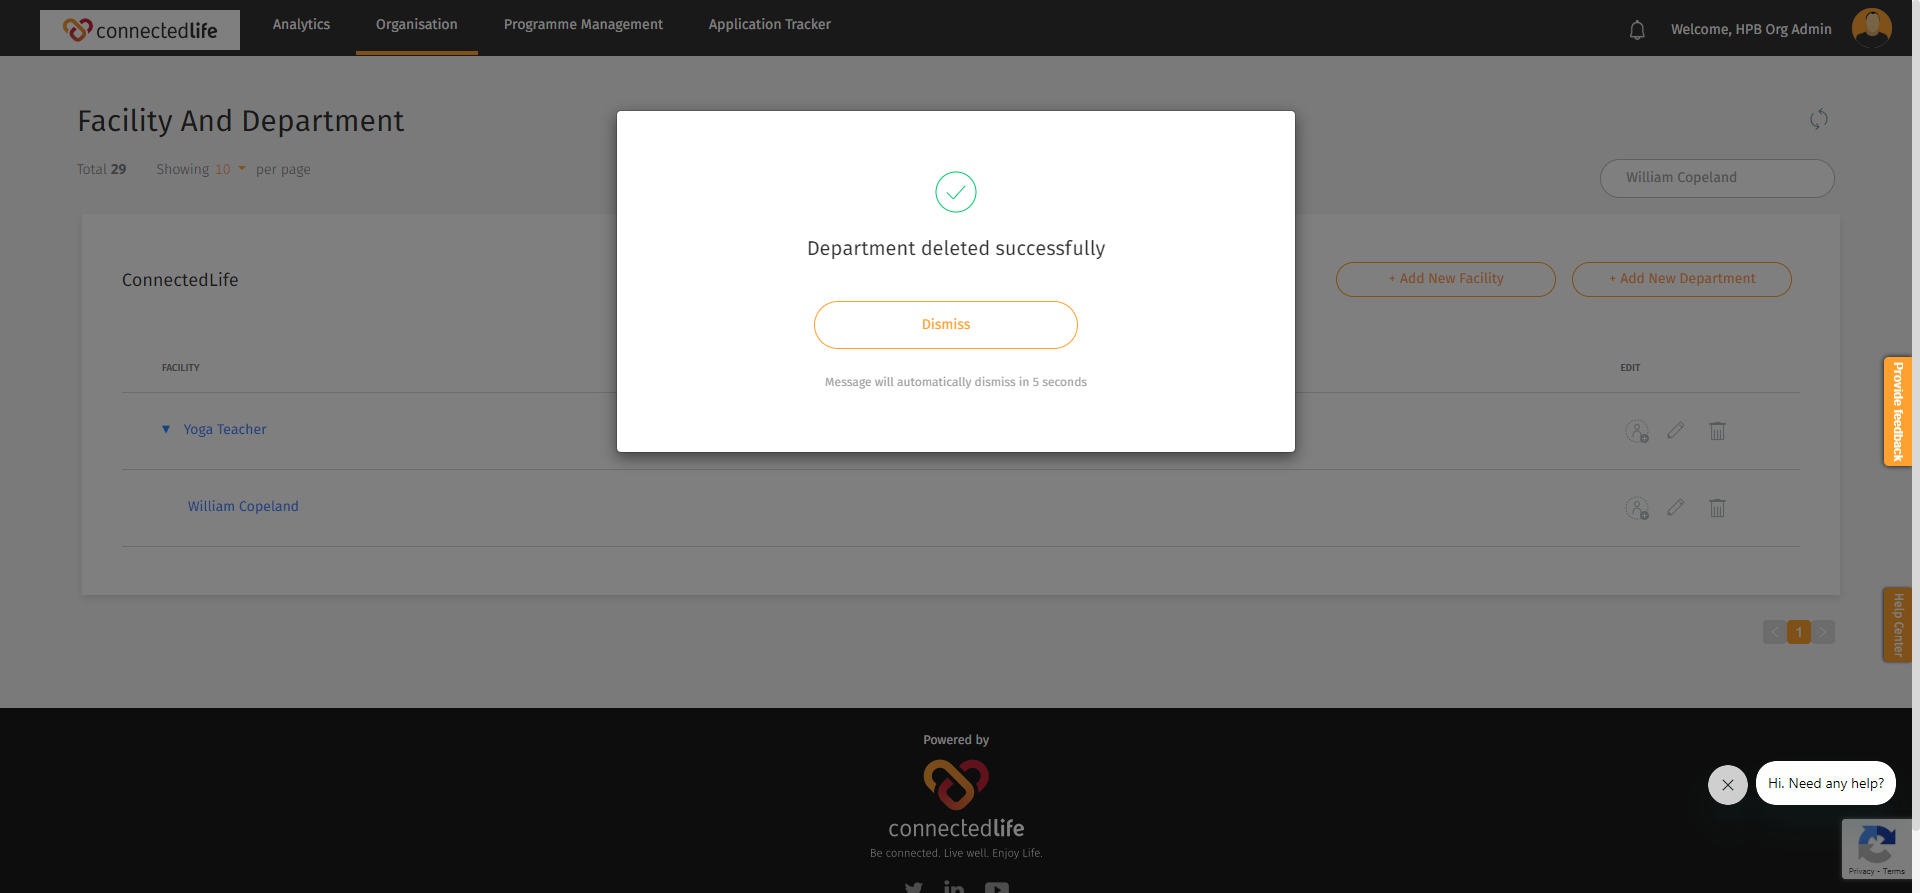 connectedlife
Analytics
Organisation
Programme Management
Application Tracker
Welcome, HPB Org Admin
Facility And Department
Total 29
Showing 10 per page
William Copeland
Department deleted successfully
Dismiss
Message will automatically dismiss in 5 seconds
ConnectedLife
+ Add New Facility
+ Add New Department
FACILITY
EDIT
Yoga Teacher
William Copeland
Provide feedback
Help Center
< 1 >
Powered by
connectedlife
Be connected. Live well. Enjoy Life.
Hi. Need any help?
Privacy - Terms